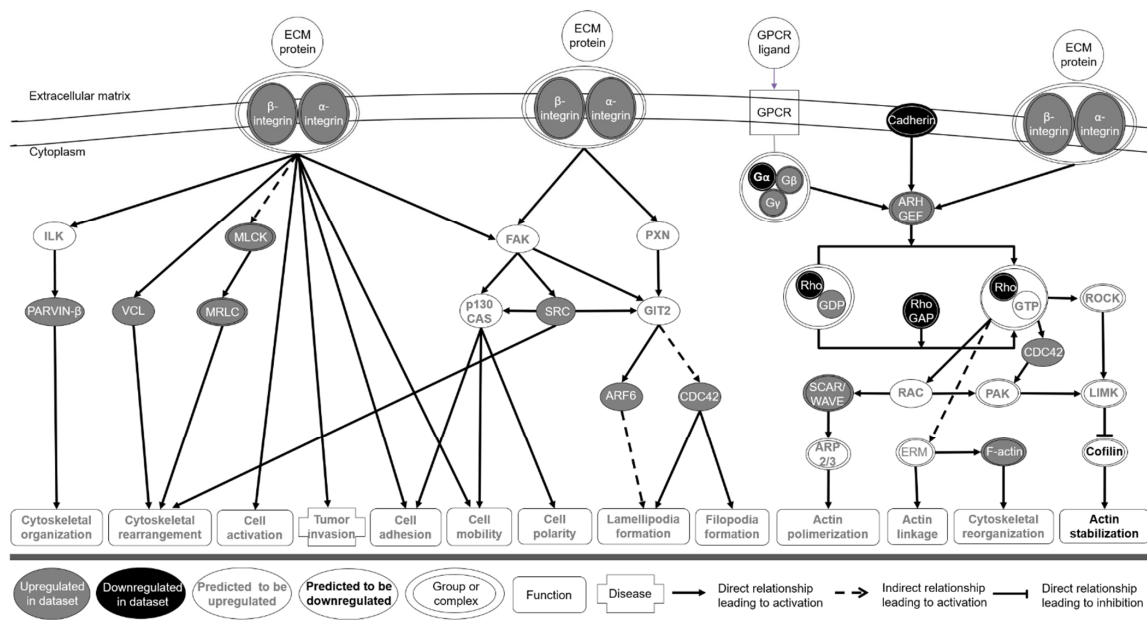 ECM
protein
ECM
protein
GPCR
ligand
ECM
protein
Extracellular matrix
β-
integrin
α-
integrin
β-
integrin
α-
integrin
GPCR
Cadherin
β-
integrin
α-
integrin
Cytoplasm
Gα
Gβ
Gγ
ARH
GEF
ILK
MLCK
FAK
PXN
Rho
GDP
Rho
GTP
ROCK
PARVIN-β
VCL
MRLC
p130
CAS
SRC
GIT2
Rho
GAP
CDC42
ARF6
CDC42
SCAR/
WAVE
RAC
PAK
LIMK
ARP
2/3
ERM
F-actin
Cofilin
Cytoskeletal
organization
Cytoskeletal
rearrangement
Cell
activation
Tumor
invasion
Cell
adhesion
Cell
mobility
Cell
polarity
Lamellipodia
formation
Filopodia
formation
Actin
polimerization
Actin
linkage
Cytoskeletal
reorganization
Actin
stabilization
Upregulated
in dataset
Downregulated
in dataset
Predicted to be
upregulated
Predicted to be
downregulated
Group or
complex
Function
Disease
Direct relationship
leading to activation
Indirect relationship
leading to activation
Direct relationship
leading to inhibition